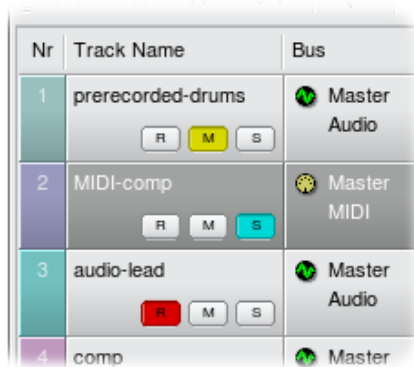 Nr Track Name Bus
1 prerecorded-drums Master
Audio
R M S
2 MIDI-comp Master
MIDI
R M S
3 audio-lead Master
Audio
R M S
4 comp Master